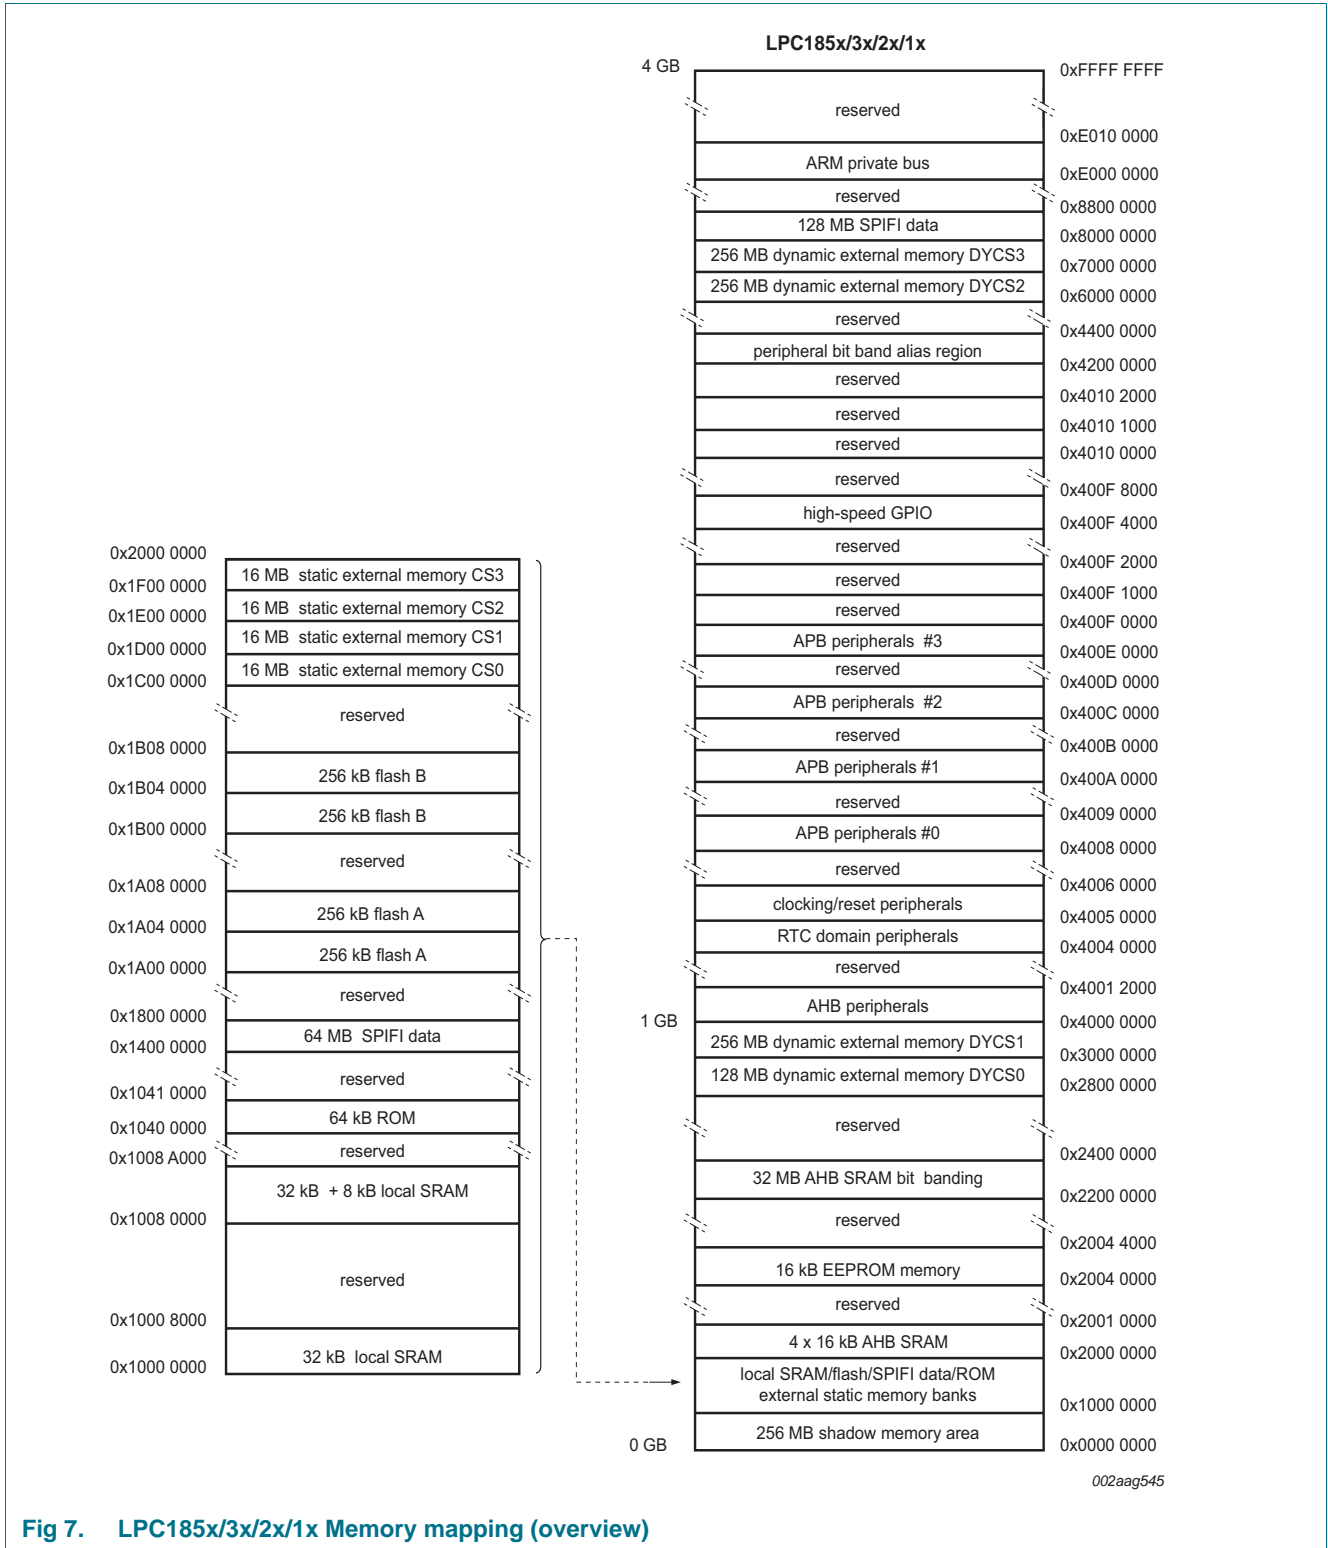 LPC185x/3x/2x/1x
4 GB
0xFFFF FFFF
reserved
0xE010 0000
ARM private bus
0xE000 0000
reserved
0x8800 0000
128 MB SPIFI data
0x8000 0000
256 MB dynamic external memory DYCS3
0x7000 0000
256 MB dynamic external memory DYCS2
0x6000 0000
reserved
0x4400 0000
peripheral bit band alias region
0x4200 0000
reserved
0x4010 2000
reserved
0x4010 1000
reserved
0x4010 0000
reserved
0x400F 8000
high-speed GPIO
0x400F 4000
reserved
0x400F 2000
reserved
0x400F 1000
reserved
0x400F 0000
APB peripherals #3
0x400E 0000
reserved
0x400D 0000
APB peripherals #2
0x400C 0000
reserved
0x400B 0000
APB peripherals #1
0x400A 0000
reserved
0x4009 0000
APB peripherals #0
0x4008 0000
reserved
0x4006 0000
clocking/reset peripherals
0x4005 0000
RTC domain peripherals
0x4004 0000
reserved
0x4001 2000
AHB peripherals
1 GB
0x4000 0000
256 MB dynamic external memory DYCS1
0x3000 0000
128 MB dynamic external memory DYCS0
0x2800 0000
reserved
0x2400 0000
32 MB AHB SRAM bit banding
0x2200 0000
reserved
0x2004 4000
16 kB EEPROM memory
0x2004 0000
reserved
0x2001 0000
4 x 16 kB AHB SRAM
0x2000 0000
local SRAM/flash/SPIFI data/ROM
external static memory banks
0x1000 0000
256 MB shadow memory area
0 GB
0x0000 0000
0x2000 0000
16 MB static external memory CS3
0x1F00 0000
16 MB static external memory CS2
0x1E00 0000
16 MB static external memory CS1
0x1D00 0000
16 MB static external memory CS0
0x1C00 0000
reserved
0x1B08 0000
256 kB flash B
0x1B04 0000
256 kB flash B
0x1B00 0000
reserved
0x1A08 0000
256 kB flash A
0x1A04 0000
256 kB flash A
0x1A00 0000
reserved
0x1800 0000
64 MB SPIFI data
0x1400 0000
reserved
0x1041 0000
64 kB ROM
0x1040 0000
reserved
0x1008 A000
32 kB + 8 kB local SRAM
0x1008 0000
reserved
0x1000 8000
32 kB local SRAM
0x1000 0000
002aag545
Fig 7. LPC185x/3x/2x/1x Memory mapping (overview)